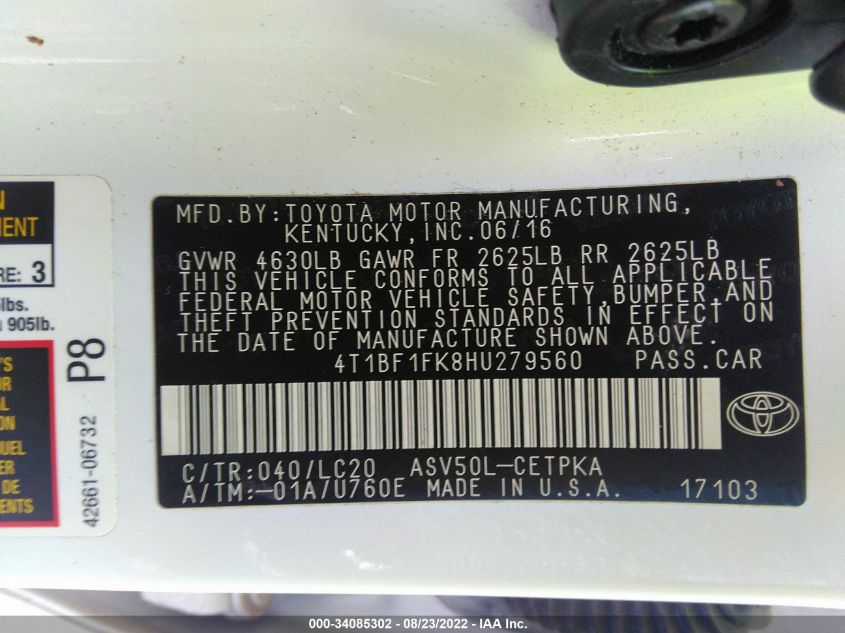 N
MENT
RE: 3
lbs.
905lb.
P8
42661-06732
MFD.BY:TOYOTA MOTOR MANUFACTURING,
KENTUCKY,INC.06/16
GVWR 4630LB GAWR FR 2625LB RR 2625LB
THIS VEHICLE CONFORMS TO ALL APPLICABLE
FEDERAL MOTOR VEHICLE SAFETY,BUMPER,AND
THEFT PREVENTION STANDARDS IN EFFECT ON
THE DATE OF MANUFACTURE SHOWN ABOVE.
4T1BF1FK8HU279560 PASS.CAR
C/TR:040/LC20 ASV50L-CETPKA
A/TM:-01A/U760E MADE IN U.S.A. 17103
000-34085302 - 08/23/2022 - IAA Inc.